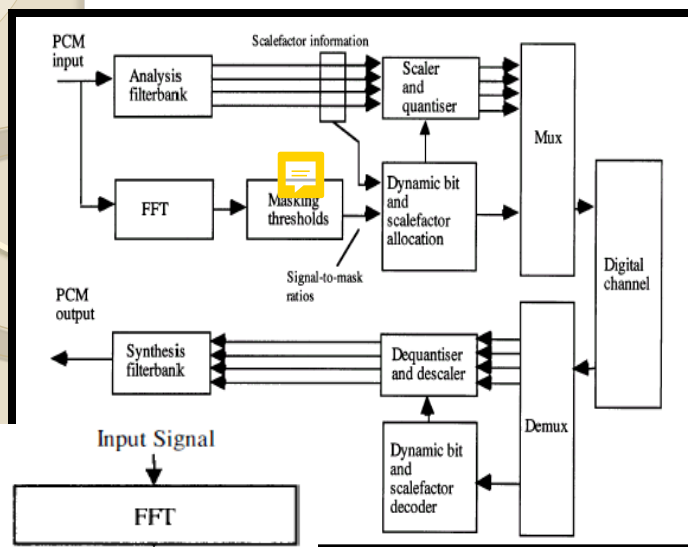 PCM
input
Scalefactor information
Analysis
filterbank
Scaler
and
quantiser
Mux
FFT
Masking
thresholds
Dynamic bit
and
scalefactor
allocation
Signal-to-mask
ratios
Digital
channel
PCM
output
Synthesis
filterbank
Dequantiser
and descaler
Demux
Dynamic bit
and
scalefactor
decoder
Input Signal
FFT